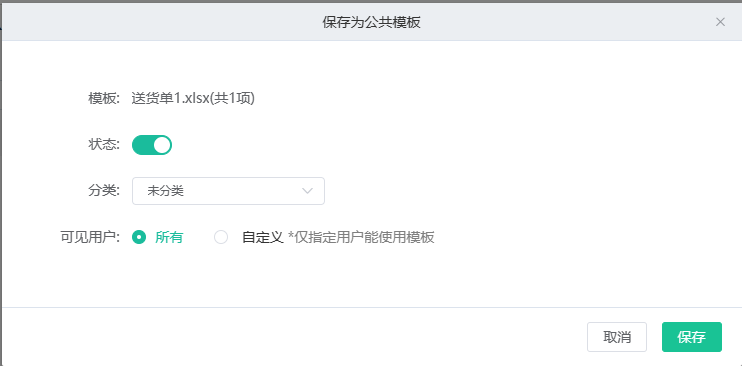 保存为公共模板
模板: 送货单1.xlsx(共1项)
状态:
分类: 未分类
可见用户: 所有 自定义 *仅指定用户能使用模板
取消 保存